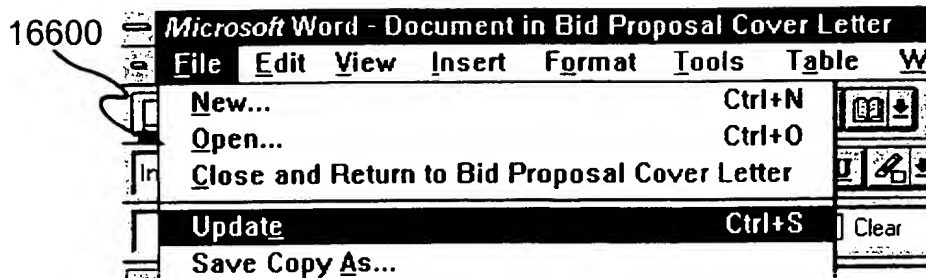 16600
Microsoft Word - Document in Bid Proposal Cover Letter
File Edit View Insert Format Tools Table W
New... Ctrl+N
Open... Ctrl+O
In
Close and Return to Bid Proposal Cover Letter U
Update Ctrl+S Clear
Save Copy As...